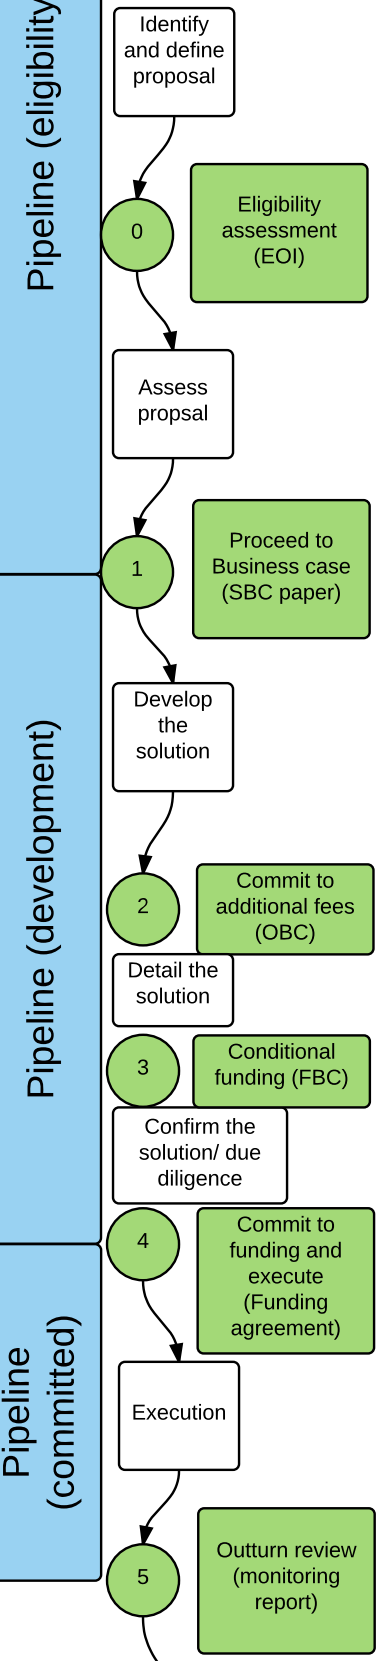 Pipeline (eligibility
Identify
and define
proposal
0
Eligibility
assessment
(EOI)
Assess
propsal
1
Proceed to
Business case
(SBC paper)
Pipeline (development)
Develop
the
solution
2
Commit to
additional fees
(OBC)
Detail the
solution
3
Conditional
funding (FBC)
Confirm the
solution/ due
diligence
4
Commit to
funding and
execute
(Funding
agreement)
Pipeline
(committed)
Execution
5
Outturn review
(monitoring
report)